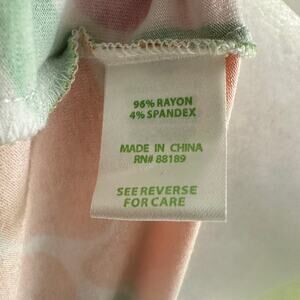 96% RAYON
4% SPANDEX
MADE IN CHINA
RN# 88189
SEE REVERSE
FOR CARE